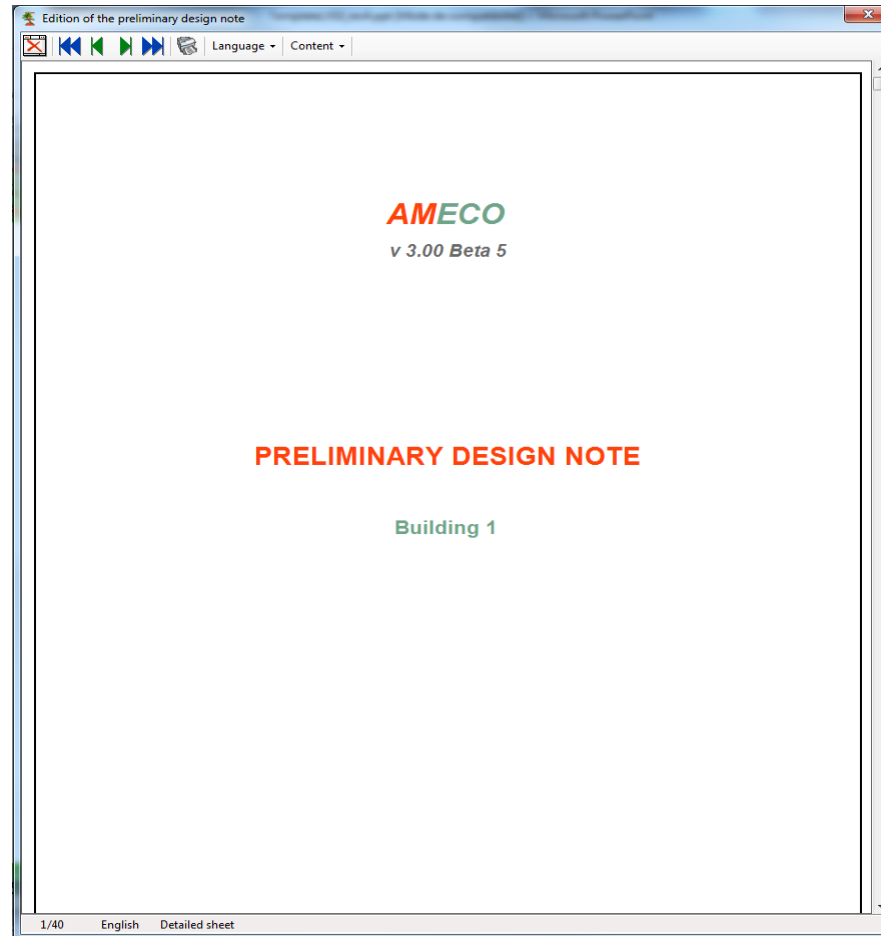 Edition of the preliminary design note
Language Content
AMECO
v 3.00 Beta 5
PRELIMINARY DESIGN NOTE
Building 1
1/40 English Detailed sheet